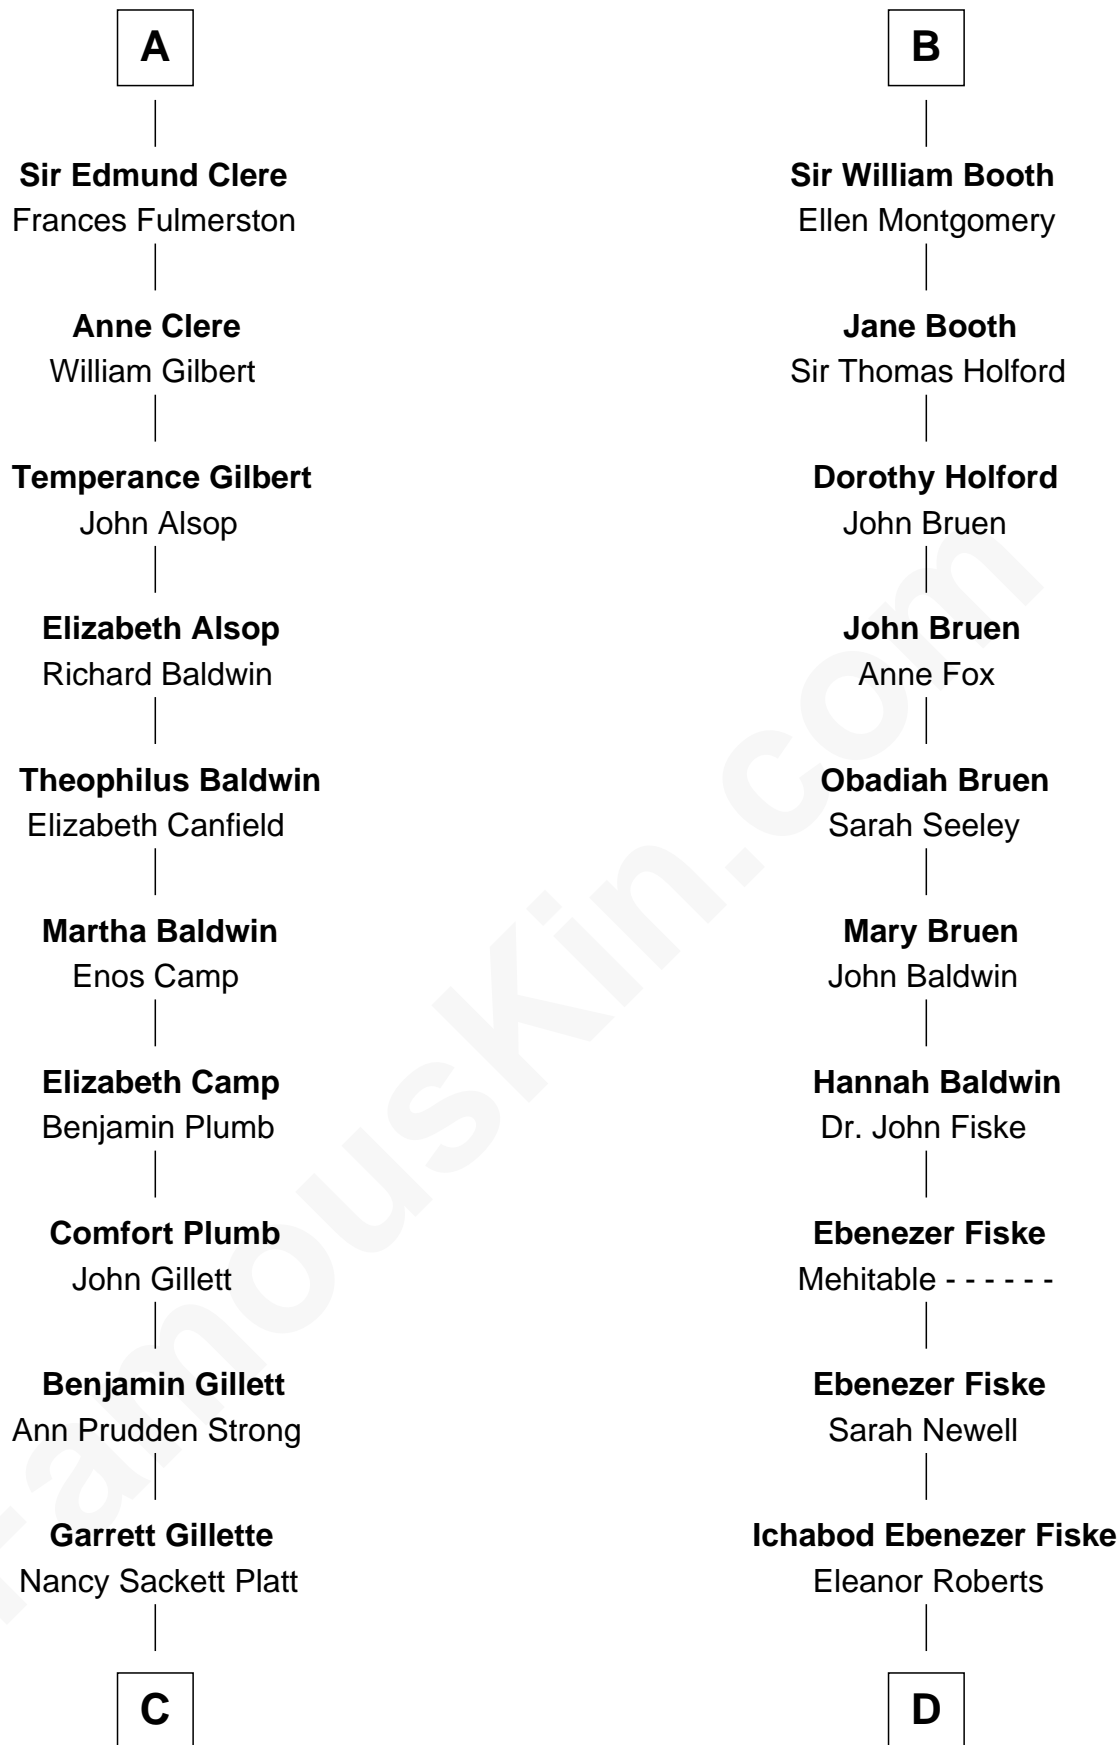 A
Sir Edmund Clere
Frances Fulmerston
Anne Clere
William Gilbert
Temperance Gilbert
John Alsop
Elizabeth Alsop
Richard Baldwin
Theophilus Baldwin
Elizabeth Canfield
Martha Baldwin
Enos Camp
Elizabeth Camp
Benjamin Plumb
Comfort Plumb
John Gillett
Benjamin Gillett
Ann Prudden Strong
Garrett Gillette
Nancy Sackett Platt
C
B
Sir William Booth
Ellen Montgomery
Jane Booth
Sir Thomas Holford
Dorothy Holford
John Bruen
John Bruen
Anne Fox
Obadiah Bruen
Sarah Seeley
Mary Bruen
John Baldwin
Hannah Baldwin
Dr. John Fiske
Ebenezer Fiske
Mehitable - - - - - -
Ebenezer Fiske
Sarah Newell
Ichabod Ebenezer Fiske
Eleanor Roberts
D
FamousKin.com